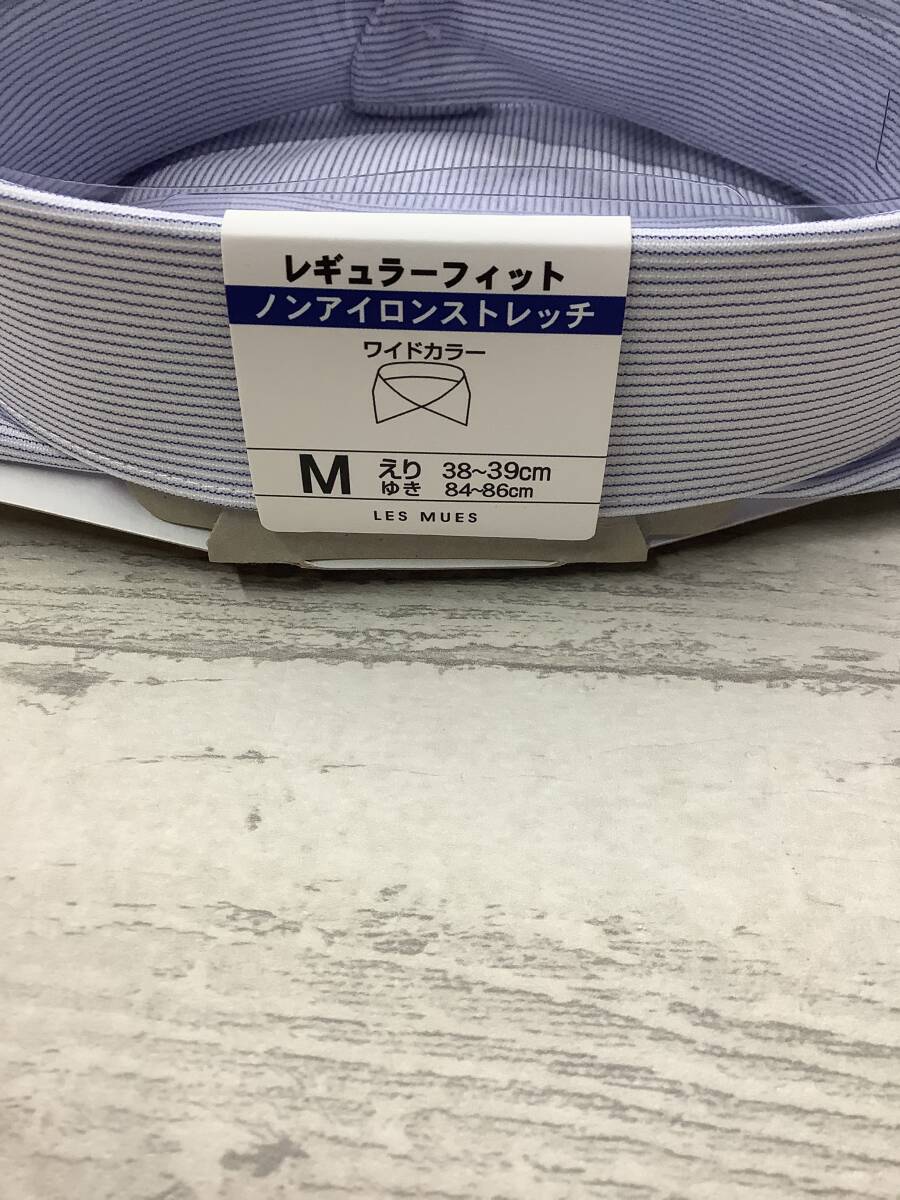 レギュラーフィット
ノンアイロンストレッチ
ワイドカラー
M えり 38~39cm
ゆき 84~86cm
LES MUES